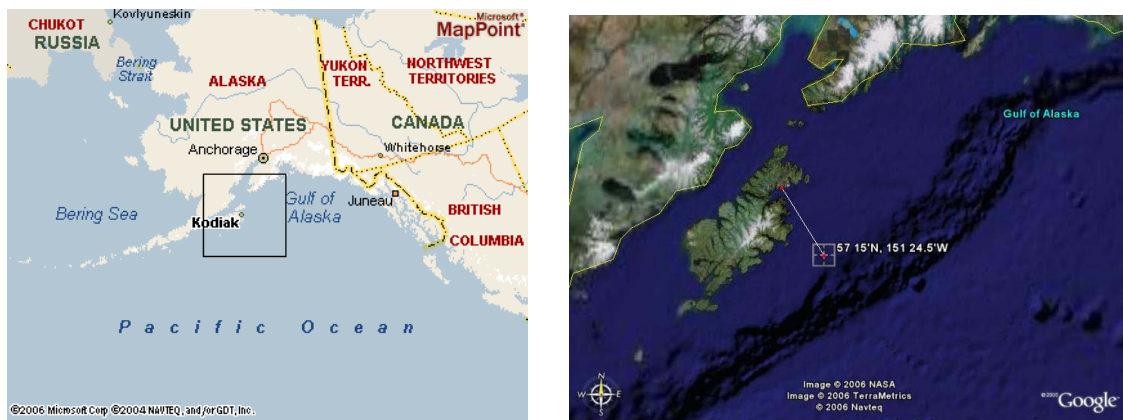 Kovlyuneskin
CHUKOT
RUSSIA
Microsoft®
MapPoint®
Bering
Strait
ALASKA
YUKON
TERR.
NORTHWEST
TERRITORIES
UNITED STATES
CANADA
Anchorage
Whitehorse
Bering Sea
Kodiak
Gulf of
Alaska
Juneau
BRITISH
COLUMBIA
Pacific Ocean
©2006 Microsoft Corp ©2004 NAVTEQ, and/or GDT, Inc.
Gulf of Alaska
57 15'N, 151 24.5'W
N
W
E
S
Image © 2006 NASA
Image © 2006 TerraMetrics
© 2006 Navteq
©2005 Google™